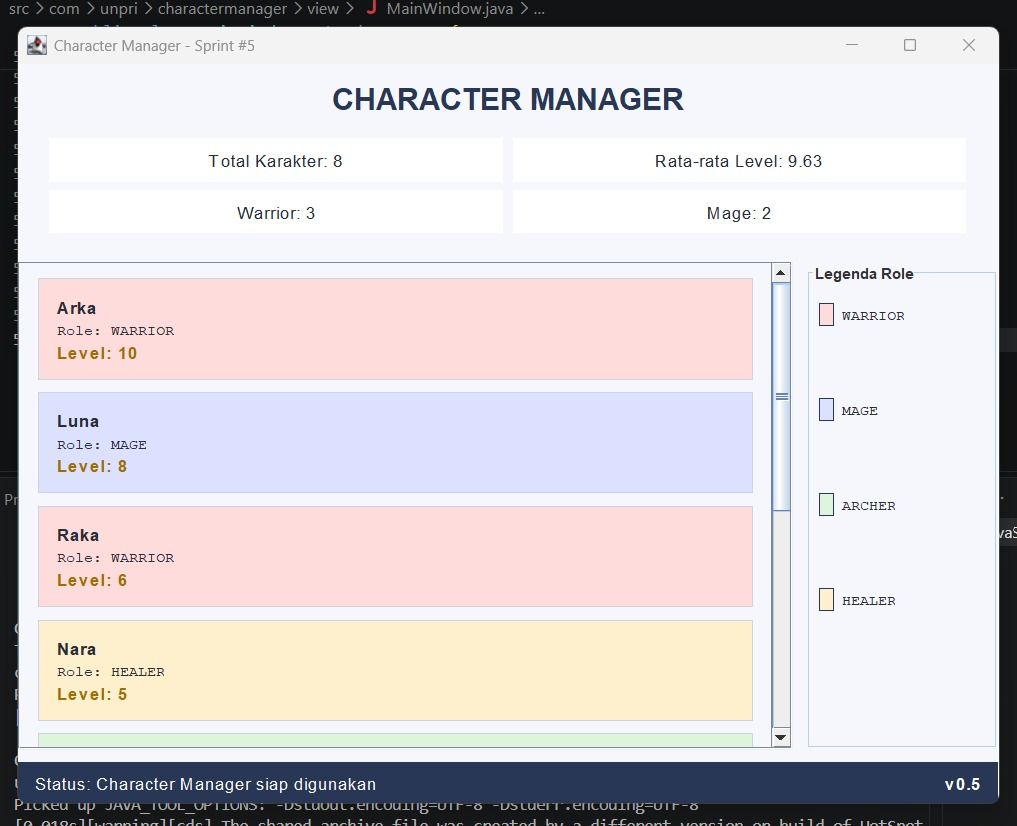 src > com > unpri > charactermanager > view > J MainWindow.java > ...
Character Manager - Sprint #5
CHARACTER MANAGER
Total Karakter: 8
Rata-rata Level: 9.63
Warrior: 3
Mage: 2
Arka
Role: WARRIOR
Level: 10
Luna
Role: MAGE
Level: 8
Raka
Role: WARRIOR
Level: 6
Nara
Role: HEALER
Level: 5
Legenda Role
WARRIOR
MAGE
ARCHER
HEALER
Status: Character Manager siap digunakan
v0.5
Picked up JAVA_TOOL_OPTIONS: -Dstdout.encoding=UTF-8 -Dstderr.encoding=UTF-8
[0.018s][warning][cds] The shared archive file was created by a different version or build of HotSpot